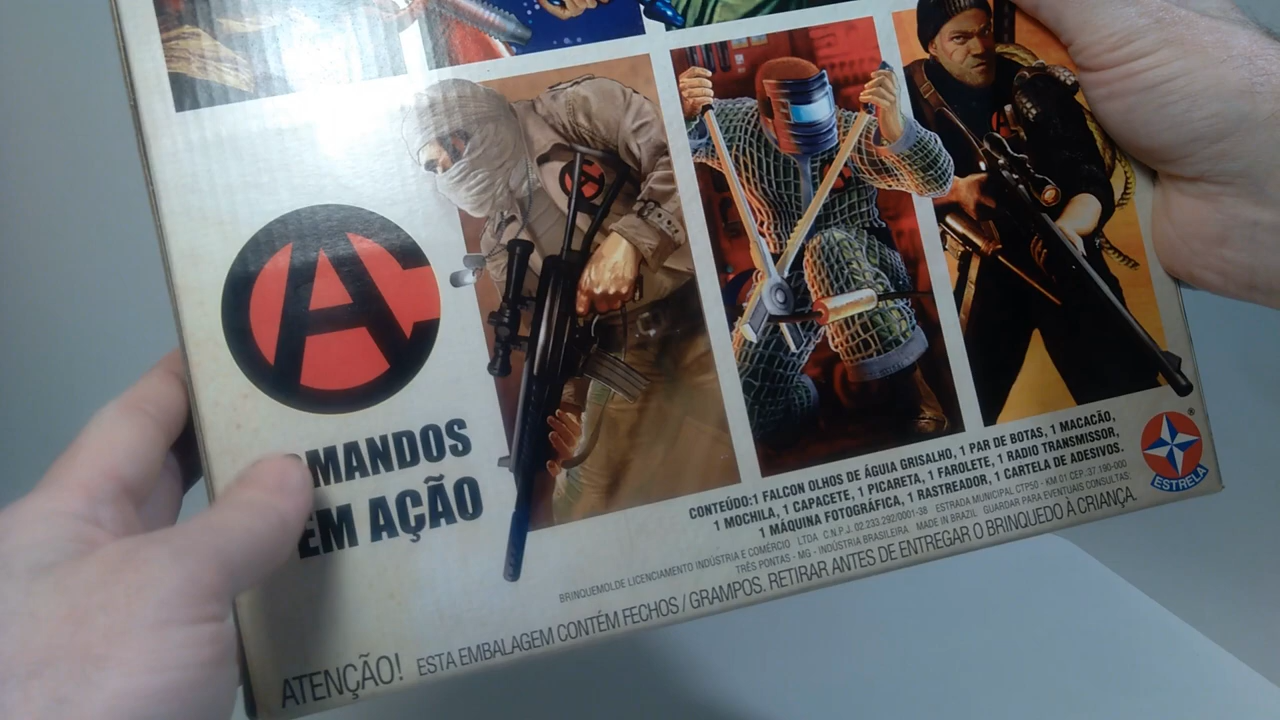 MANDOS
EM AÇÃO
CONTEÚDO:1 FALCON OLHOS DE ÁGUIA GRISALHO, 1 PAR DE BOTAS, 1 MACACÃO,
1 MOCHILA, 1 CAPACETE, 1 PICARETA, 1 FAROLETE, 1 RADIO TRANSMISSOR,
1 MÁQUINA FOTOGRÁFICA, 1 RASTREADOR, 1 CARTELA DE ADESIVOS.
BRINQUEMOLDE LICENCIAMENTO INDÚSTRIA E COMÉRCIO LTDA C.N.P.J. 02.233.292/0001-38 ESTRADA MUNICIPAL CTP50 - KM 01 CEP.:37.190-000
TRÊS PONTAS - MG - INDÚSTRIA BRASILEIRA MADE IN BRAZIL GUARDAR PARA EVENTUAIS CONSULTAS.
ATENÇÃO! ESTA EMBALAGEM CONTÉM FECHOS / GRAMPOS. RETIRAR ANTES DE ENTREGAR O BRINQUEDO À CRIANÇA.
ESTRELA
®